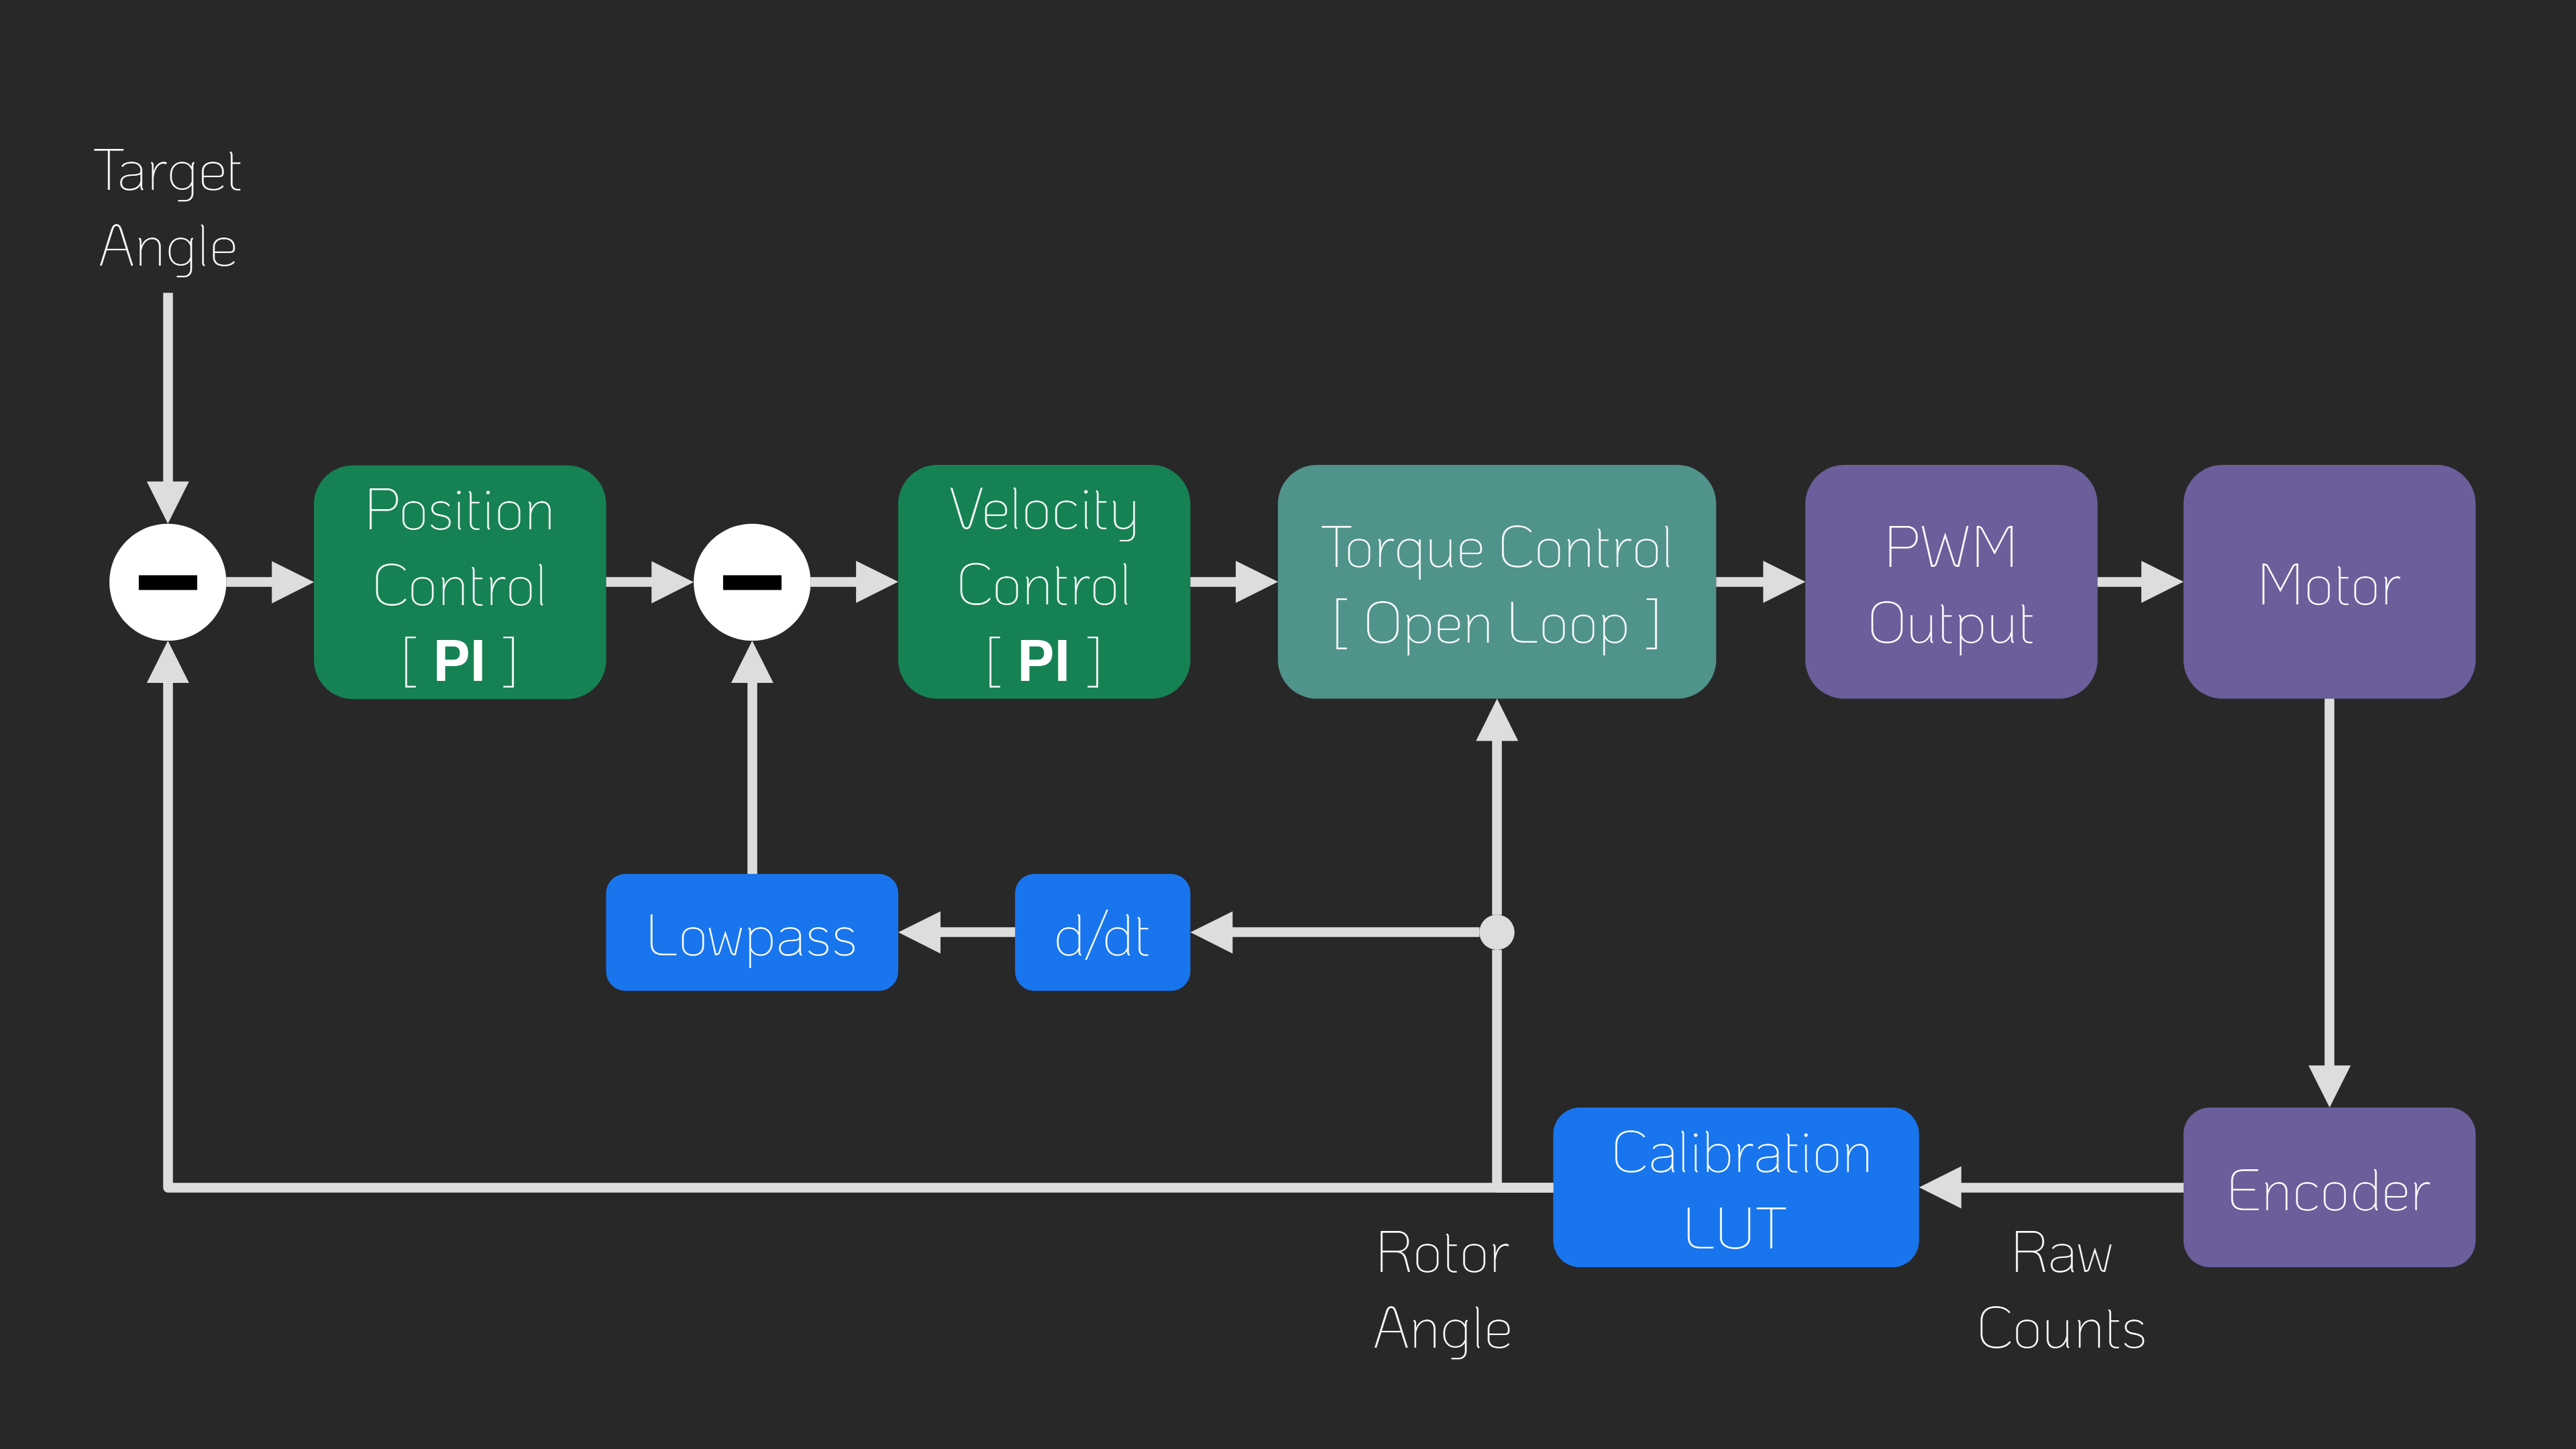 Target
Angle
Position
Control
[ PI ]
Velocity
Control
[ PI ]
Torque Control
[ Open Loop ]
PWM
Output
Motor
Lowpass
d/dt
Calibration
LUT
Encoder
Rotor
Angle
Raw
Counts